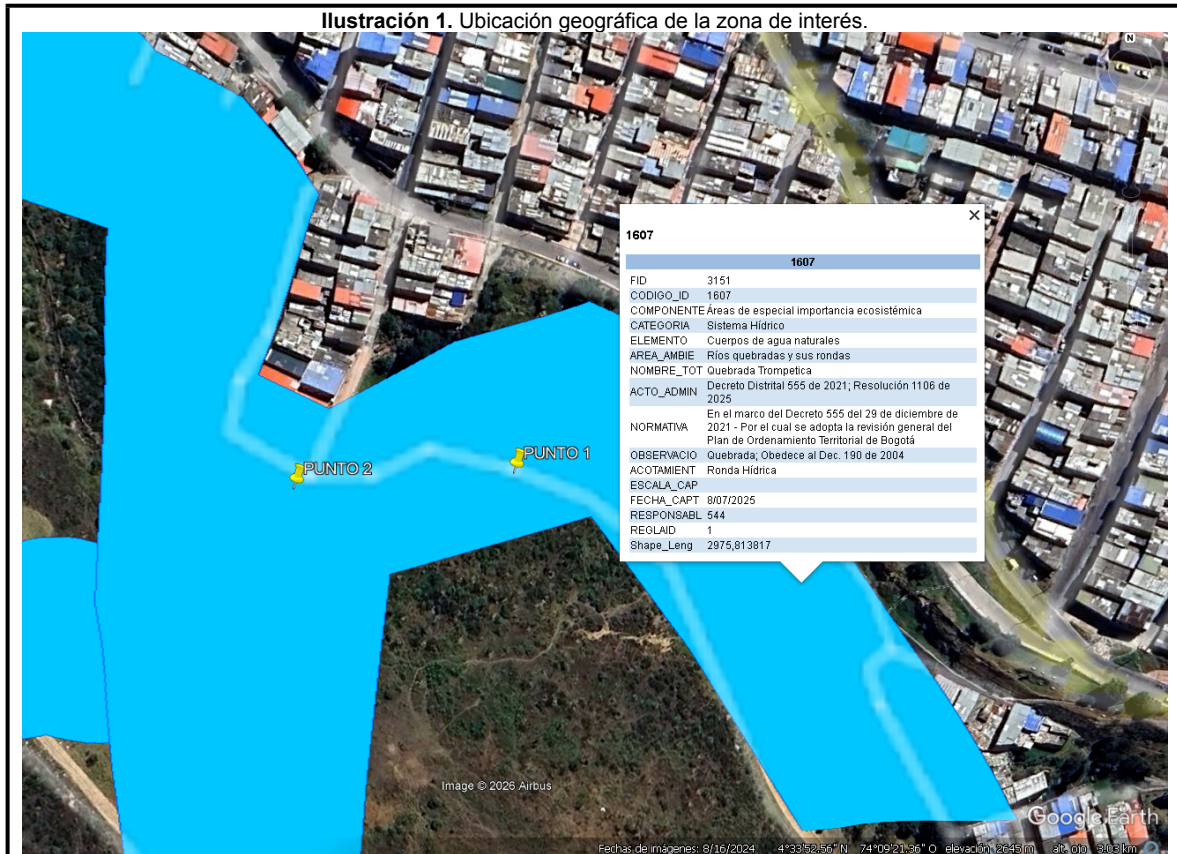 Ilustración 1. Ubicación geográfica de la zona de interés.
N
1607
1607
FID 3151
CODIGO_ID 1607
COMPONENTE Áreas de especial importancia ecosistémica
CATEGORIA Sistema Hídrico
ELEMENTO Cuerpos de agua naturales
AREA_AMBIE Ríos quebradas y sus rondas
NOMBRE_TOT Quebrada Trompetica
ACTO_ADMIN Decreto Distrital 555 de 2021; Resolución 1106 de
2025
NORMATIVA En el marco del Decreto 555 del 29 de diciembre de
2021 - Por el cual se adopta la revisión general del
Plan de Ordenamiento Territorial de Bogotá
OBSERVACIO Quebrada; Obedece al Dec. 190 de 2004
ACOTAMIENT Ronda Hídrica
ESCALA_CAP
FECHA_CAPT 8/07/2025
RESPONSABL 544
REGLAID 1
Shape_Leng 2975,813817
PUNTO 1
PUNTO 2
Image © 2026 Airbus
Google Earth
Fechas de imágenes: 8/16/2024 4°33'52.56" N 74°09'21.36" O elevación 2645 m alt. ojo 3.03 km